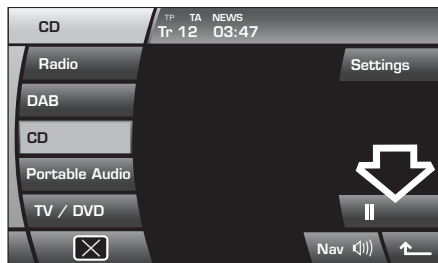 CD
TP TA NEWS
Tr 12 03:47
Radio
Settings
DAB
CD
Portable Audio
TV / DVD
Nav